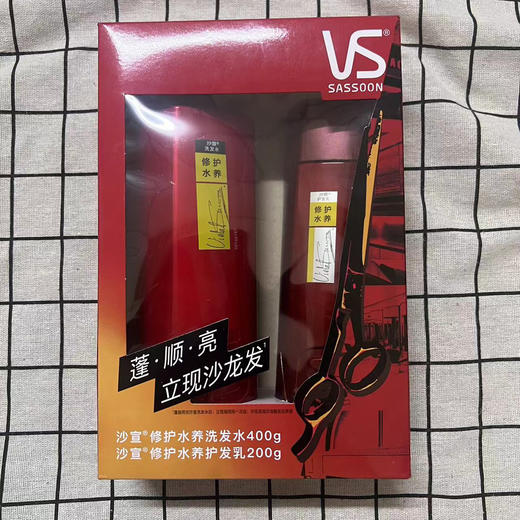 VS®
SASSOON
沙宣®
洗发水
修护
水养
沙宣®
护发乳
修护
水养
蓬·顺·亮
立现沙龙发¹
沙宣®修护水养洗发水400g
沙宣®修护水养护发乳200g